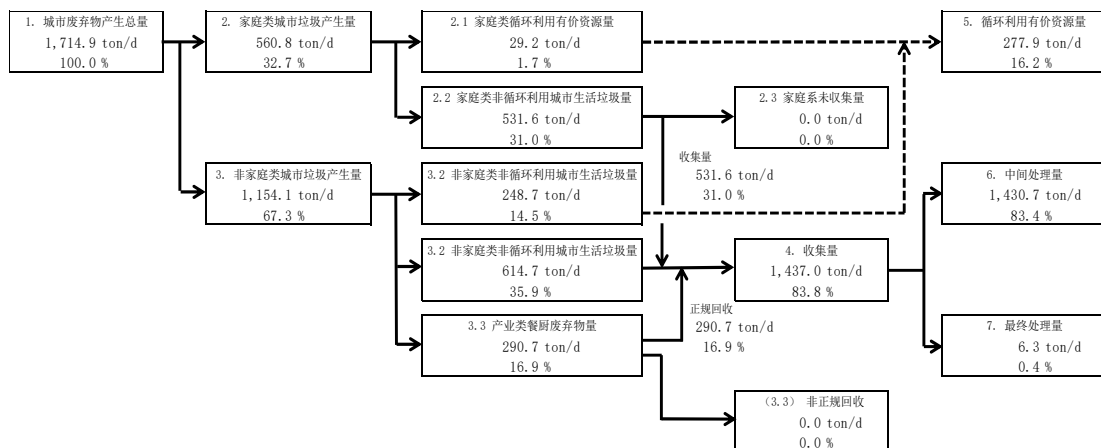 1. 城市废弃物产生总量
1,714.9 ton/d
100.0 %
2. 家庭类城市垃圾产生量
560.8 ton/d
32.7 %
2.1 家庭类循环利用有价资源量
29.2 ton/d
1.7 %
5. 循环利用有价资源量
277.9 ton/d
16.2 %
2.2 家庭类非循环利用城市生活垃圾量
531.6 ton/d
31.0 %
2.3 家庭系未收集量
0.0 ton/d
0.0 %
收集量
531.6 ton/d
31.0 %
3. 非家庭类城市垃圾产生量
1,154.1 ton/d
67.3 %
3.2 非家庭类非循环利用城市生活垃圾量
248.7 ton/d
14.5 %
6. 中间处理量
1,430.7 ton/d
83.4 %
3.2 非家庭类非循环利用城市生活垃圾量
614.7 ton/d
35.9 %
4. 收集量
1,437.0 ton/d
83.8 %
正规回收
290.7 ton/d
16.9 %
3.3 产业类餐厨废弃物量
290.7 ton/d
16.9 %
7. 最终处理量
6.3 ton/d
0.4 %
（3.3） 非正规回收
0.0 ton/d
0.0 %